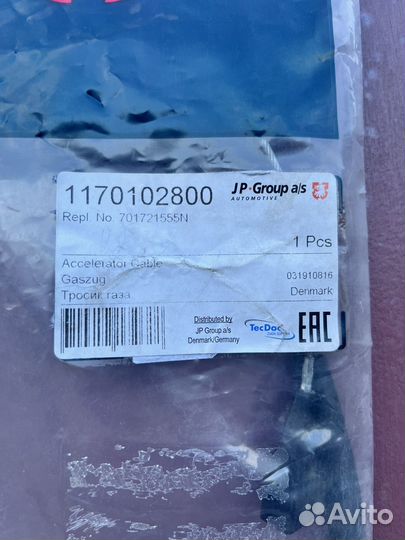 1170102800
JP·Group a/s
AUTOMOTIVE
Repl. No. 701721555N
1 Pcs
Accelerator Cable
Gaszug
031910816
Тросик газа
Denmark
Distributed by
JP Group a/s
Denmark/Germany
TecDoc
EAC
Avito